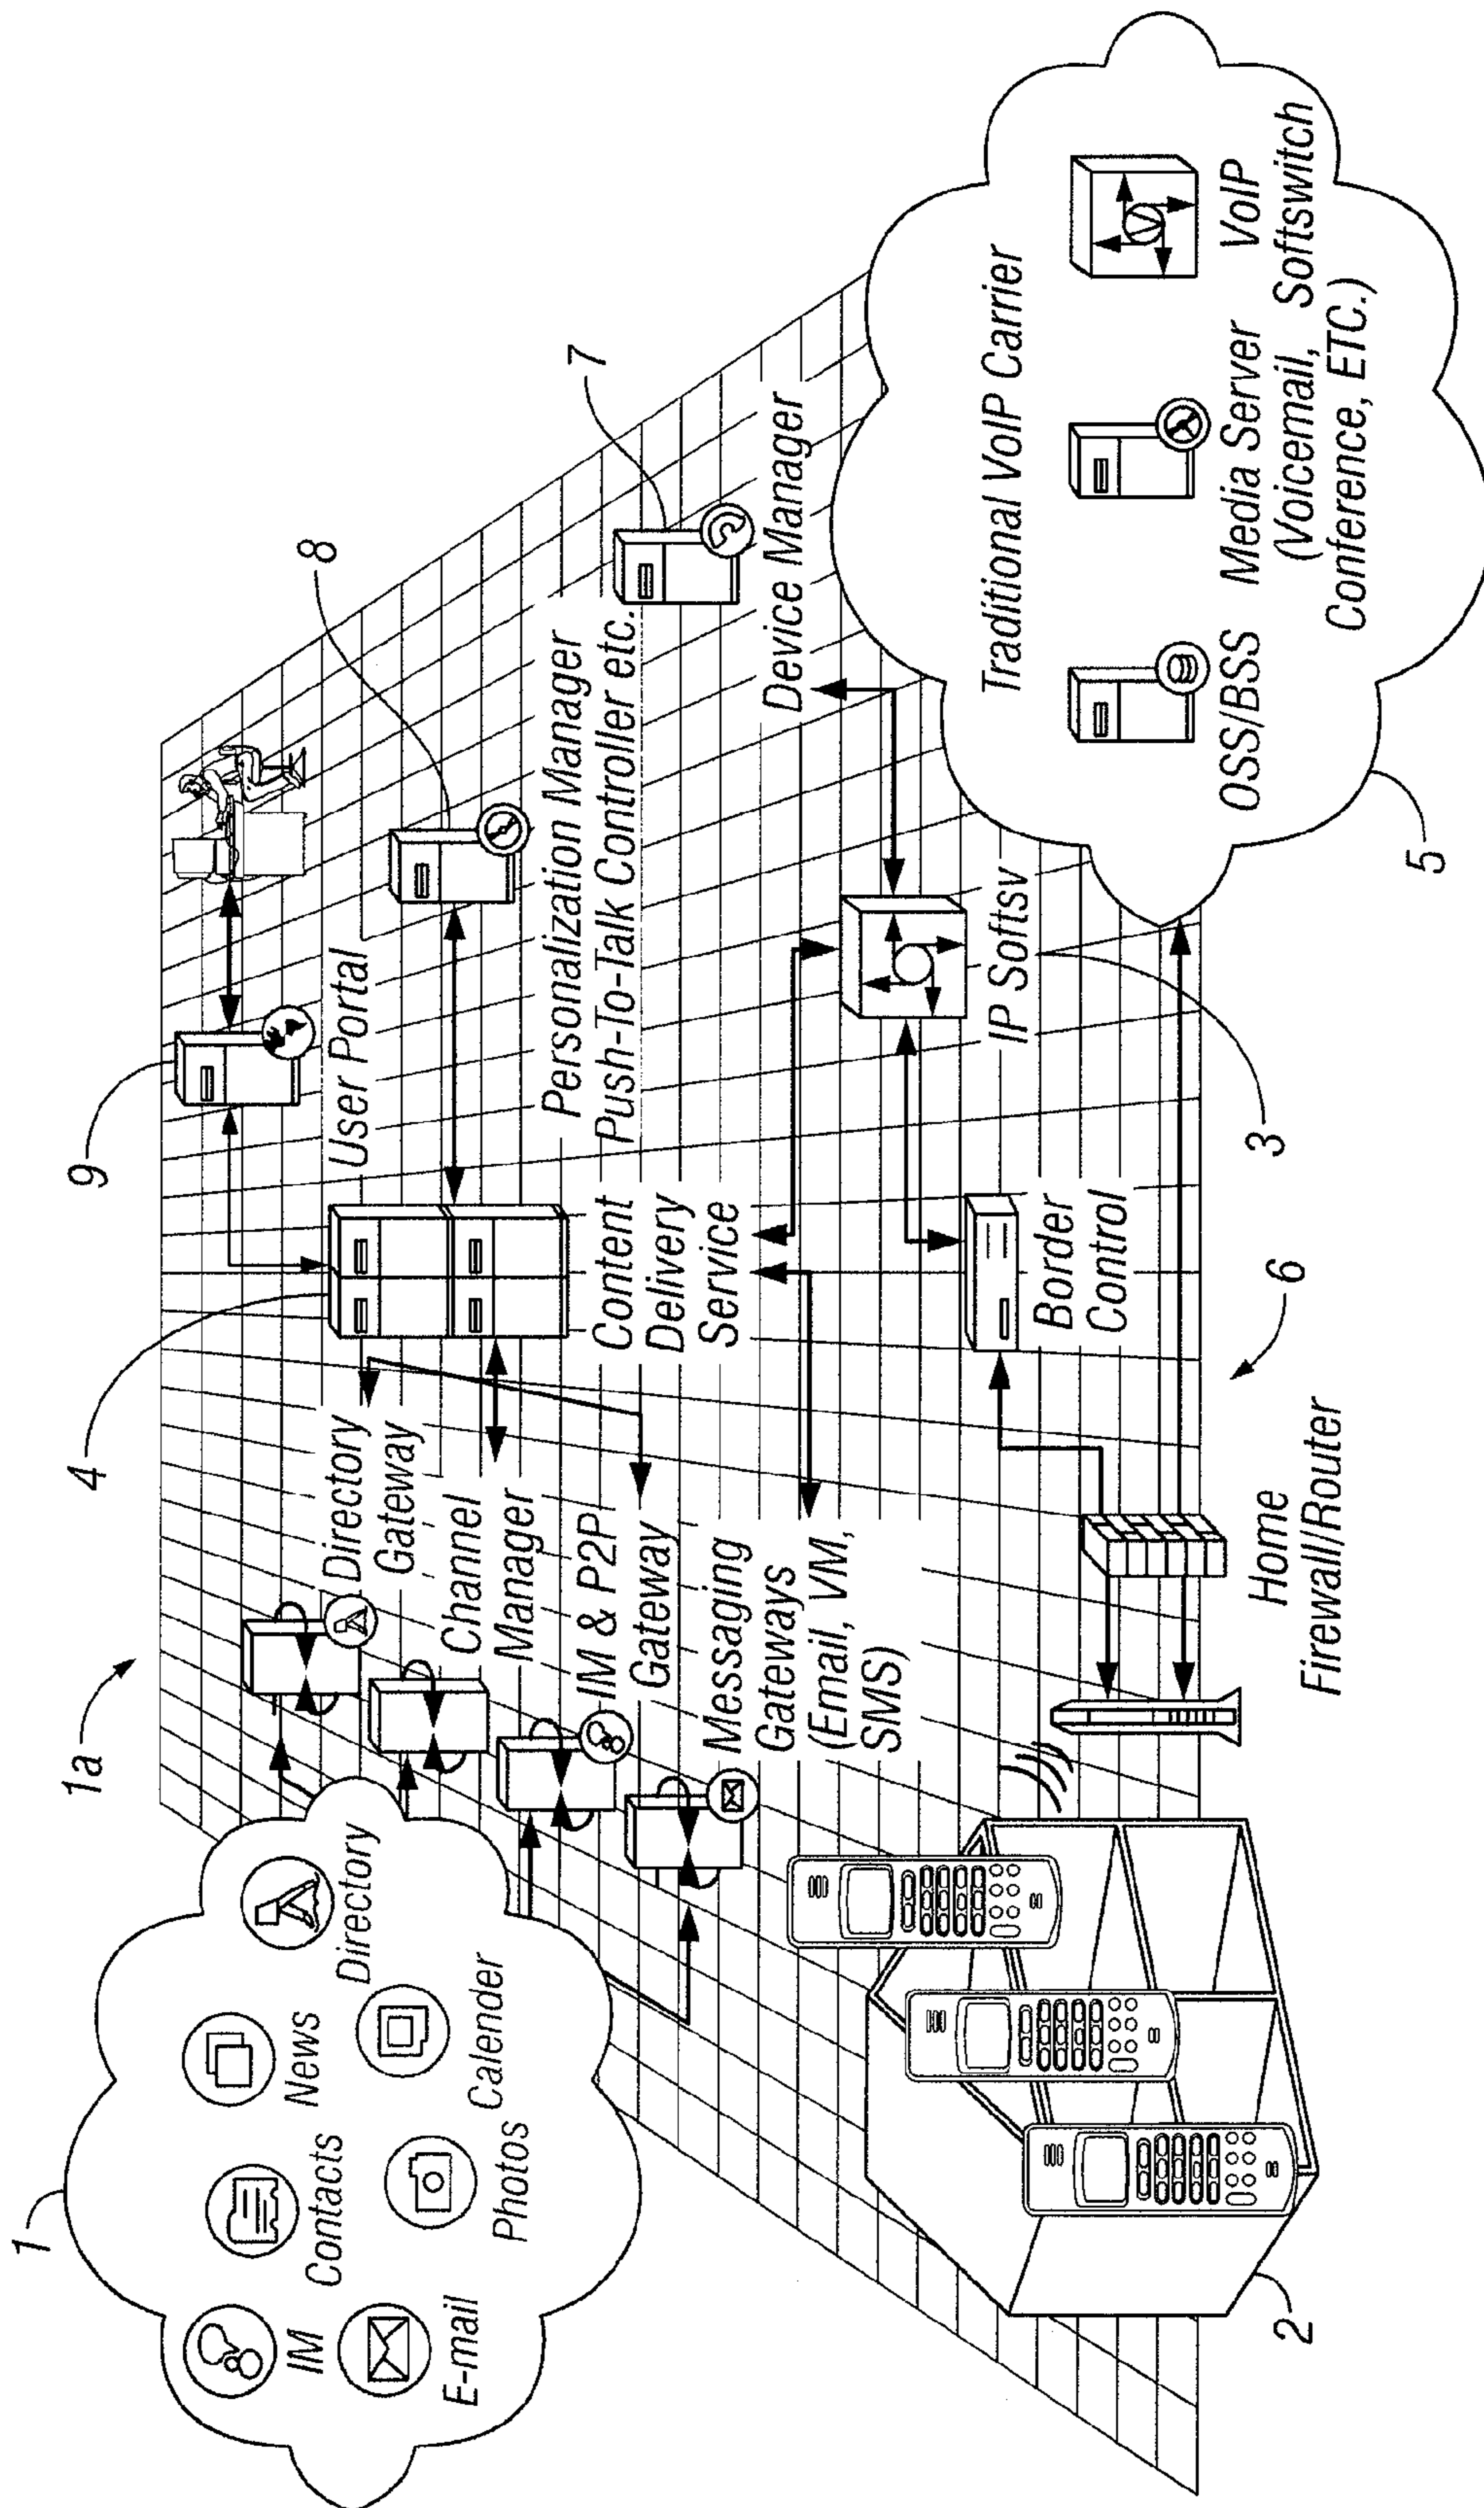 1
IM
Contacts
News
Directory
E-mail
Photos
Calender
1a
Directory
Gateway
Channel
Manager
IM & P2P
Gateway
Messaging
Gateways
(Email, VM,
SMS)
4
Content
Delivery
Service
9
User Portal
8
Personalization Manager
Push-To-Talk Controller etc.
7
Device Manager
IP Softsv
3
Border
Control
6
Home
Firewall/Router
2
Traditional VoIP Carrier
OSS/BSS
Media Server
(Voicemail,
Conference, ETC.)
VoIP
Softswitch
5